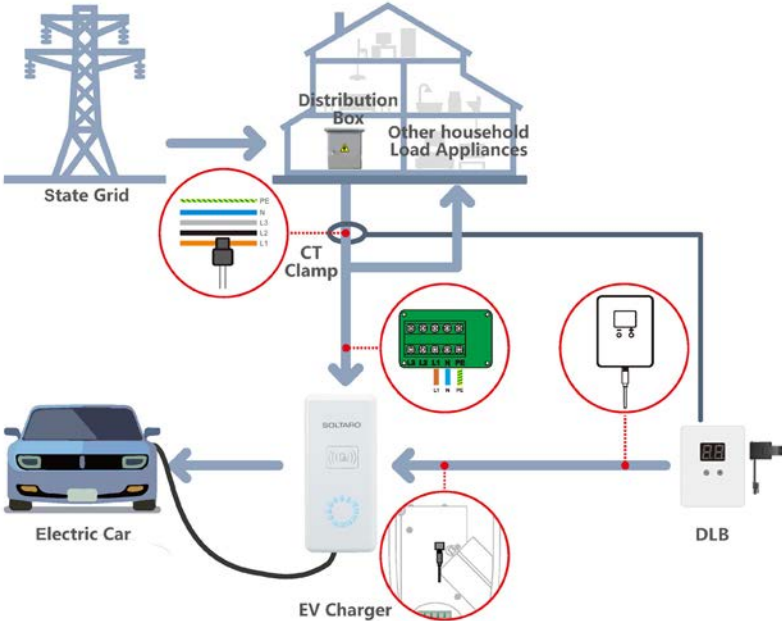 Distribution
Box
Other household
Load Appliances
State Grid
PE
N
L3
L2
L1
CT
Clamp
L3 L2 L1 N PE
L1 N PE
SOLTARO
88
Electric Car
DLB
EV Charger